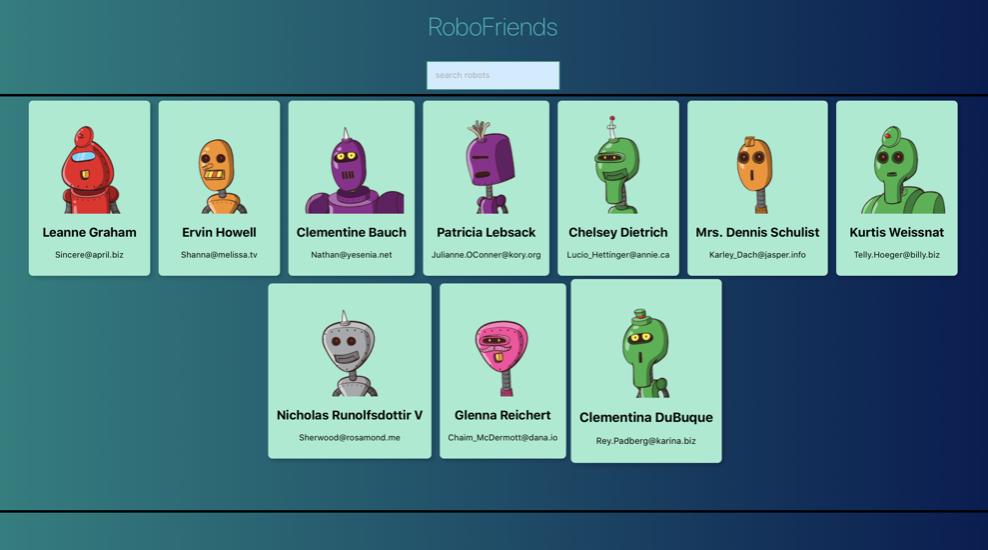 RoboFriends
search robots
Leanne Graham
Sincere@april.biz
Ervin Howell
Shanna@melissa.tv
Clementine Bauch
Nathan@yesenia.net
Patricia Lebsack
Julianne.OConner@kory.org
Chelsey Dietrich
Lucio_Hettinger@annie.ca
Mrs. Dennis Schulist
Karley_Dach@jasper.info
Kurtis Weissnat
Telly.Hoeger@billy.biz
Nicholas Runolfsdottir V
Sherwood@rosamond.me
Glenna Reichert
Chaim_McDermott@dana.io
Clementina DuBuque
Rey.Padberg@karina.biz